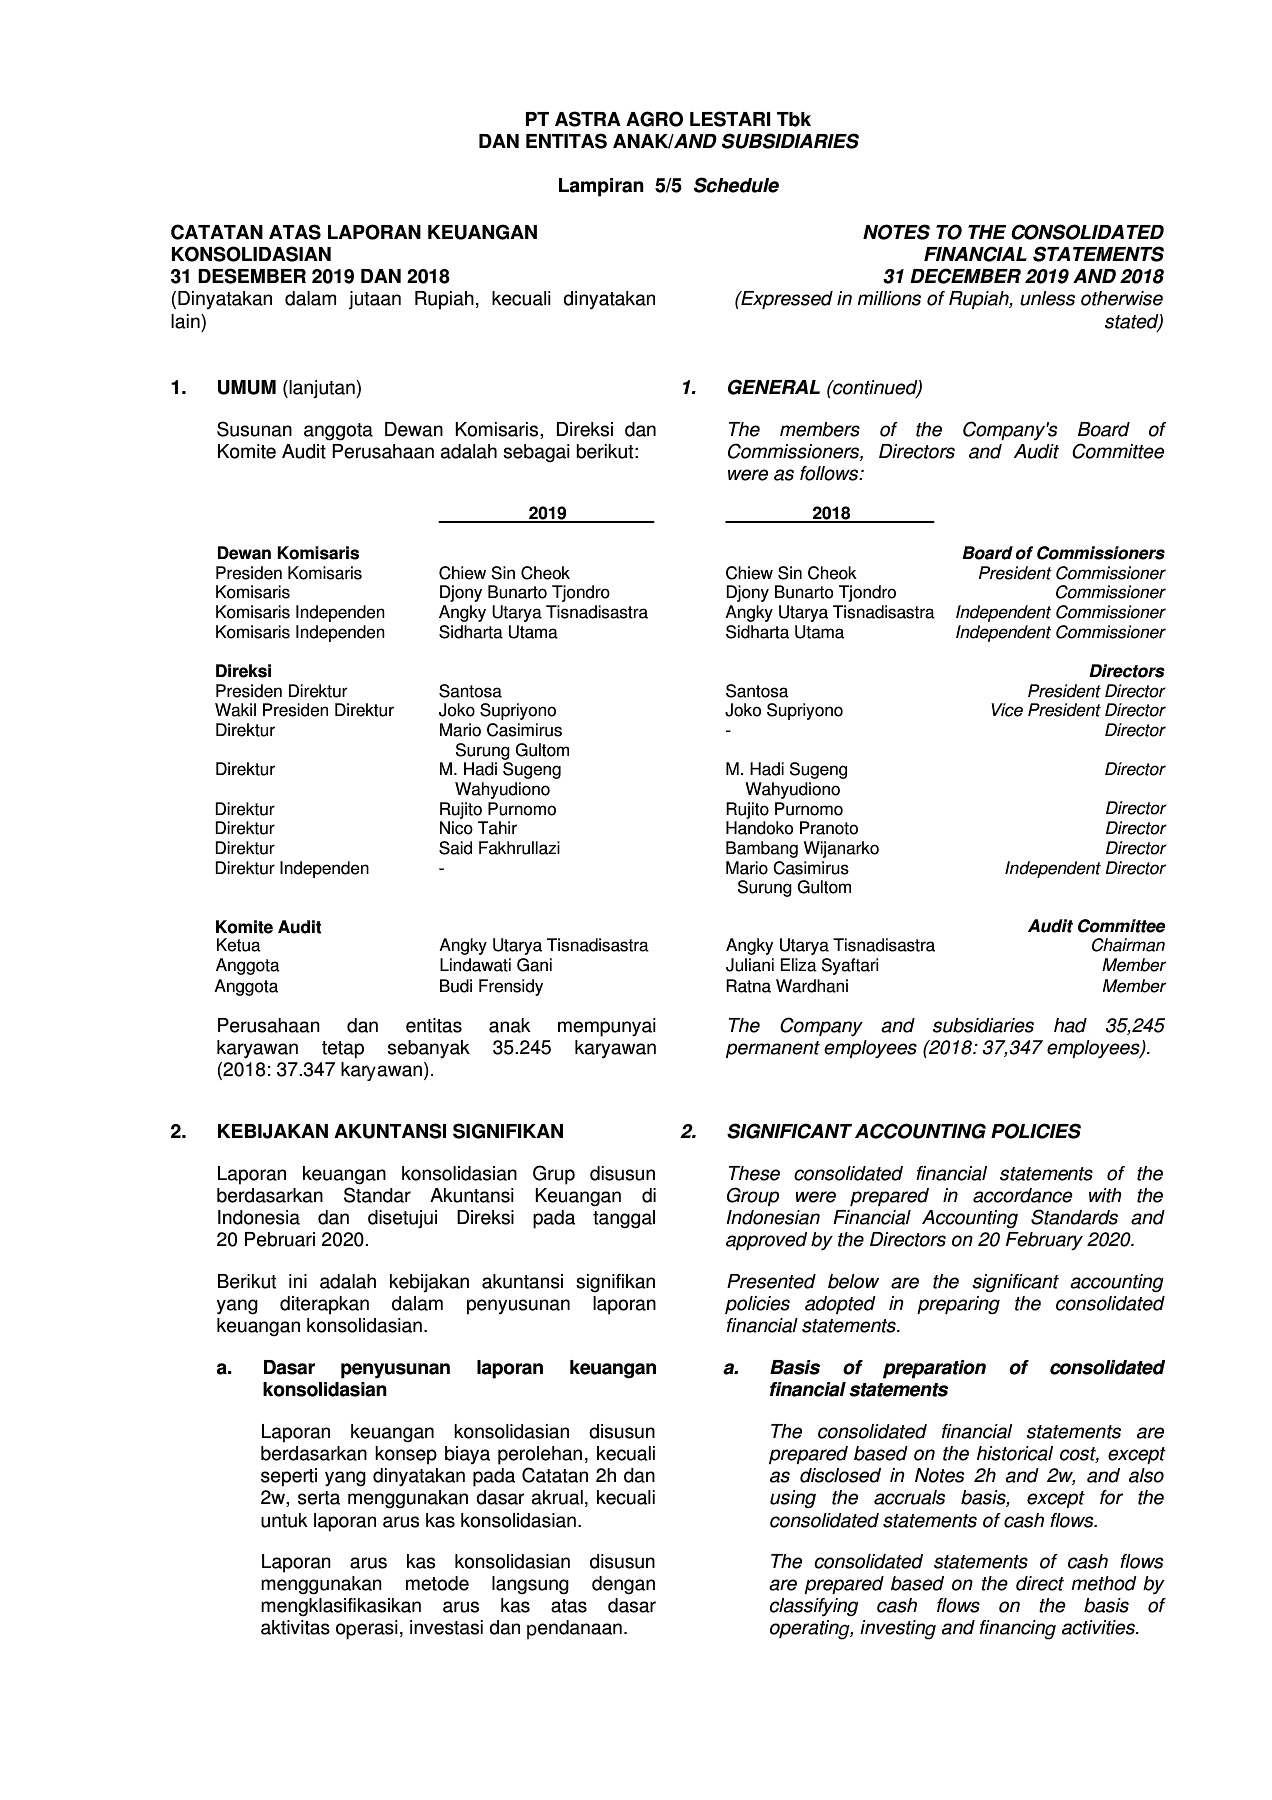 PT ASTRA AGRO LESTARI Tbk
DAN ENTITAS ANAK/AND SUBSIDIARIES
Lampiran 5/5 Schedule
CATATAN ATAS LAPORAN KEUANGAN
KONSOLIDASIAN
31 DESEMBER 2019 DAN 2018
(Dinyatakan dalam jutaan Rupiah, kecuali dinyatakan
lain)
NOTES TO THE CONSOLIDATED
FINANCIAL STATEMENTS
31 DECEMBER 2019 AND 2018
(Expressed in millions of Rupiah, unless otherwise
stated)
1. UMUM (lanjutan)
Susunan anggota Dewan Komisaris, Direksi dan
Komite Audit Perusahaan adalah sebagai berikut:
1. GENERAL (continued)
The members of the Company's Board of
Commissioners, Directors and Audit Committee
were as follows:
2019 2018
Dewan Komisaris Board of Commissioners
Presiden Komisaris Chiew Sin Cheok Chiew Sin Cheok President Commissioner
Komisaris Djony Bunarto Tjondro Djony Bunarto Tjondro Commissioner
Komisaris Independen Angky Utarya Tisnadisastra Angky Utarya Tisnadisastra Independent Commissioner
Komisaris Independen Sidharta Utama Sidharta Utama Independent Commissioner
Direksi Directors
Presiden Direktur Santosa Santosa President Director
Wakil Presiden Direktur Joko Supriyono Joko Supriyono Vice President Director
Direktur Mario Casimirus - Director
Surung Gultom
Direktur M. Hadi Sugeng M. Hadi Sugeng Director
Wahyudiono Wahyudiono
Direktur Rujito Purnomo Rujito Purnomo Director
Direktur Nico Tahir Handoko Pranoto Director
Direktur Said Fakhrullazi Bambang Wijanarko Director
Direktur Independen - Mario Casimirus Independent Director
Surung Gultom
Komite Audit Audit Committee
Ketua Angky Utarya Tisnadisastra Angky Utarya Tisnadisastra Chairman
Anggota Lindawati Gani Juliani Eliza Syaftari Member
Anggota Budi Frensidy Ratna Wardhani Member
Perusahaan dan entitas anak mempunyai
karyawan tetap sebanyak 35.245 karyawan
(2018: 37.347 karyawan).
The Company and subsidiaries had 35,245
permanent employees (2018: 37,347 employees).
2. KEBIJAKAN AKUNTANSI SIGNIFIKAN
Laporan keuangan konsolidasian Grup disusun
berdasarkan Standar Akuntansi Keuangan di
Indonesia dan disetujui Direksi pada tanggal
20 Pebruari 2020.
Berikut ini adalah kebijakan akuntansi signifikan
yang diterapkan dalam penyusunan laporan
keuangan konsolidasian.
a. Dasar penyusunan laporan keuangan
konsolidasian
Laporan keuangan konsolidasian disusun
berdasarkan konsep biaya perolehan, kecuali
seperti yang dinyatakan pada Catatan 2h dan
2w, serta menggunakan dasar akrual, kecuali
untuk laporan arus kas konsolidasian.
Laporan arus kas konsolidasian disusun
menggunakan metode langsung dengan
mengklasifikasikan arus kas atas dasar
aktivitas operasi, investasi dan pendanaan.
2. SIGNIFICANT ACCOUNTING POLICIES
These consolidated financial statements of the
Group were prepared in accordance with the
Indonesian Financial Accounting Standards and
approved by the Directors on 20 February 2020.
Presented below are the significant accounting
policies adopted in preparing the consolidated
financial statements.
a. Basis of preparation of consolidated
financial statements
The consolidated financial statements are
prepared based on the historical cost, except
as disclosed in Notes 2h and 2w, and also
using the accruals basis, except for the
consolidated statements of cash flows.
The consolidated statements of cash flows
are prepared based on the direct method by
classifying cash flows on the basis of
operating, investing and financing activities.